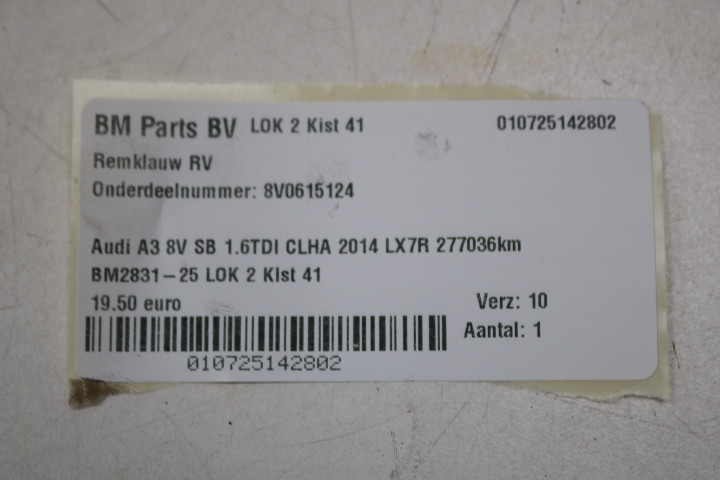 BM Parts BV LOK 2 Kist 41 010725142802
Remklauw RV
Onderdeelnummer: 8V0615124
Audi A3 8V SB 1.6TDI CLHA 2014 LX7R 277036km
BM2831-25 LOK 2 KIst 41
19.50 euro Verz: 10
Aantal: 1
010725142802